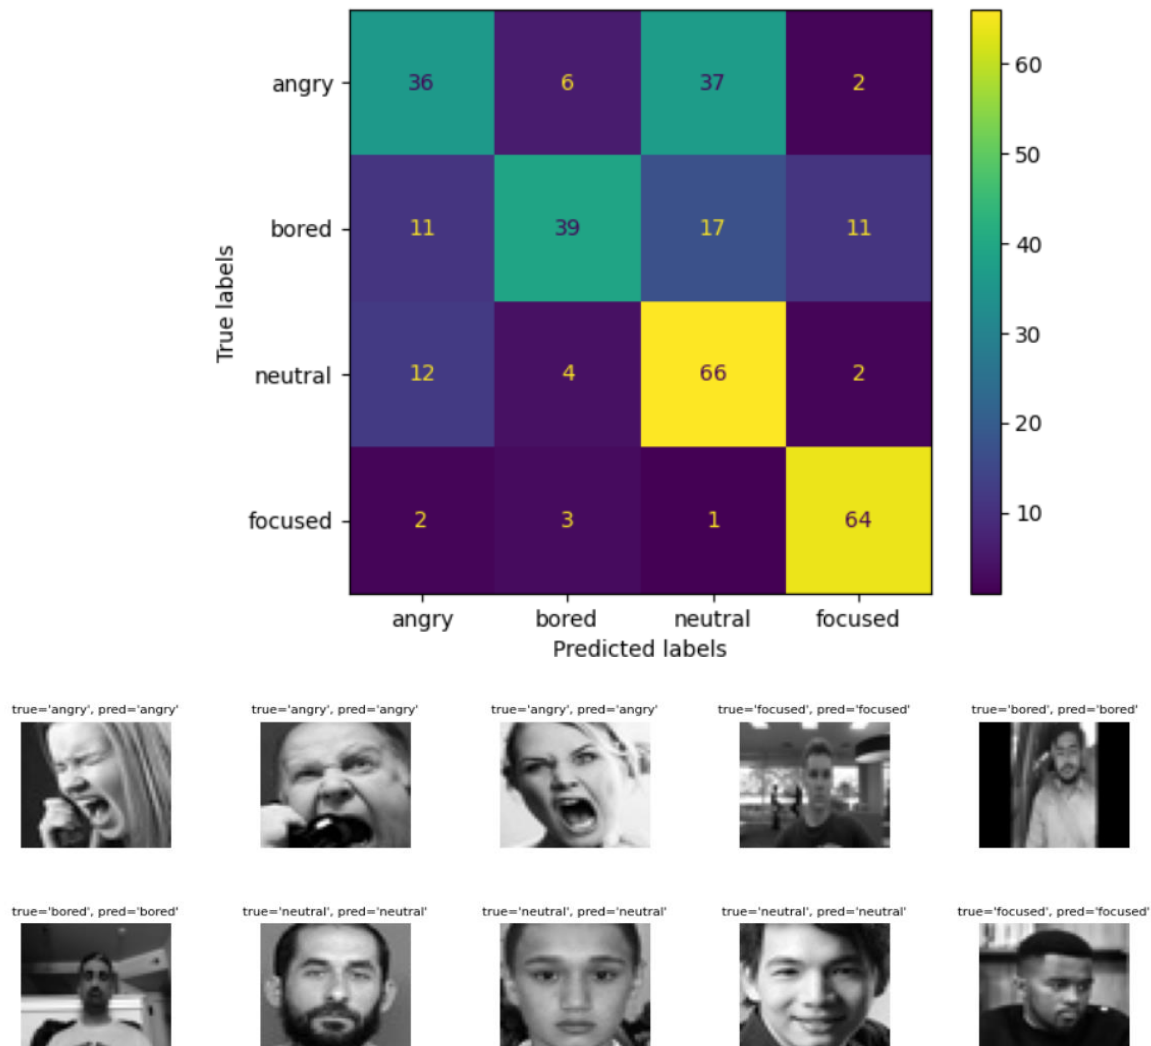 angry
36 6 37 2
bored
11 39 17 11
neutral
12 4 66 2
focused
2 3 1 64
True labels
angry bored neutral focused
Predicted labels
60
50
40
30
20
10
true='angry', pred='angry'
true='angry', pred='angry'
true='angry', pred='angry'
true='focused', pred='focused'
true='bored', pred='bored'
true='bored', pred='bored'
true='neutral', pred='neutral'
true='neutral', pred='neutral'
true='neutral', pred='neutral'
true='focused', pred='focused'